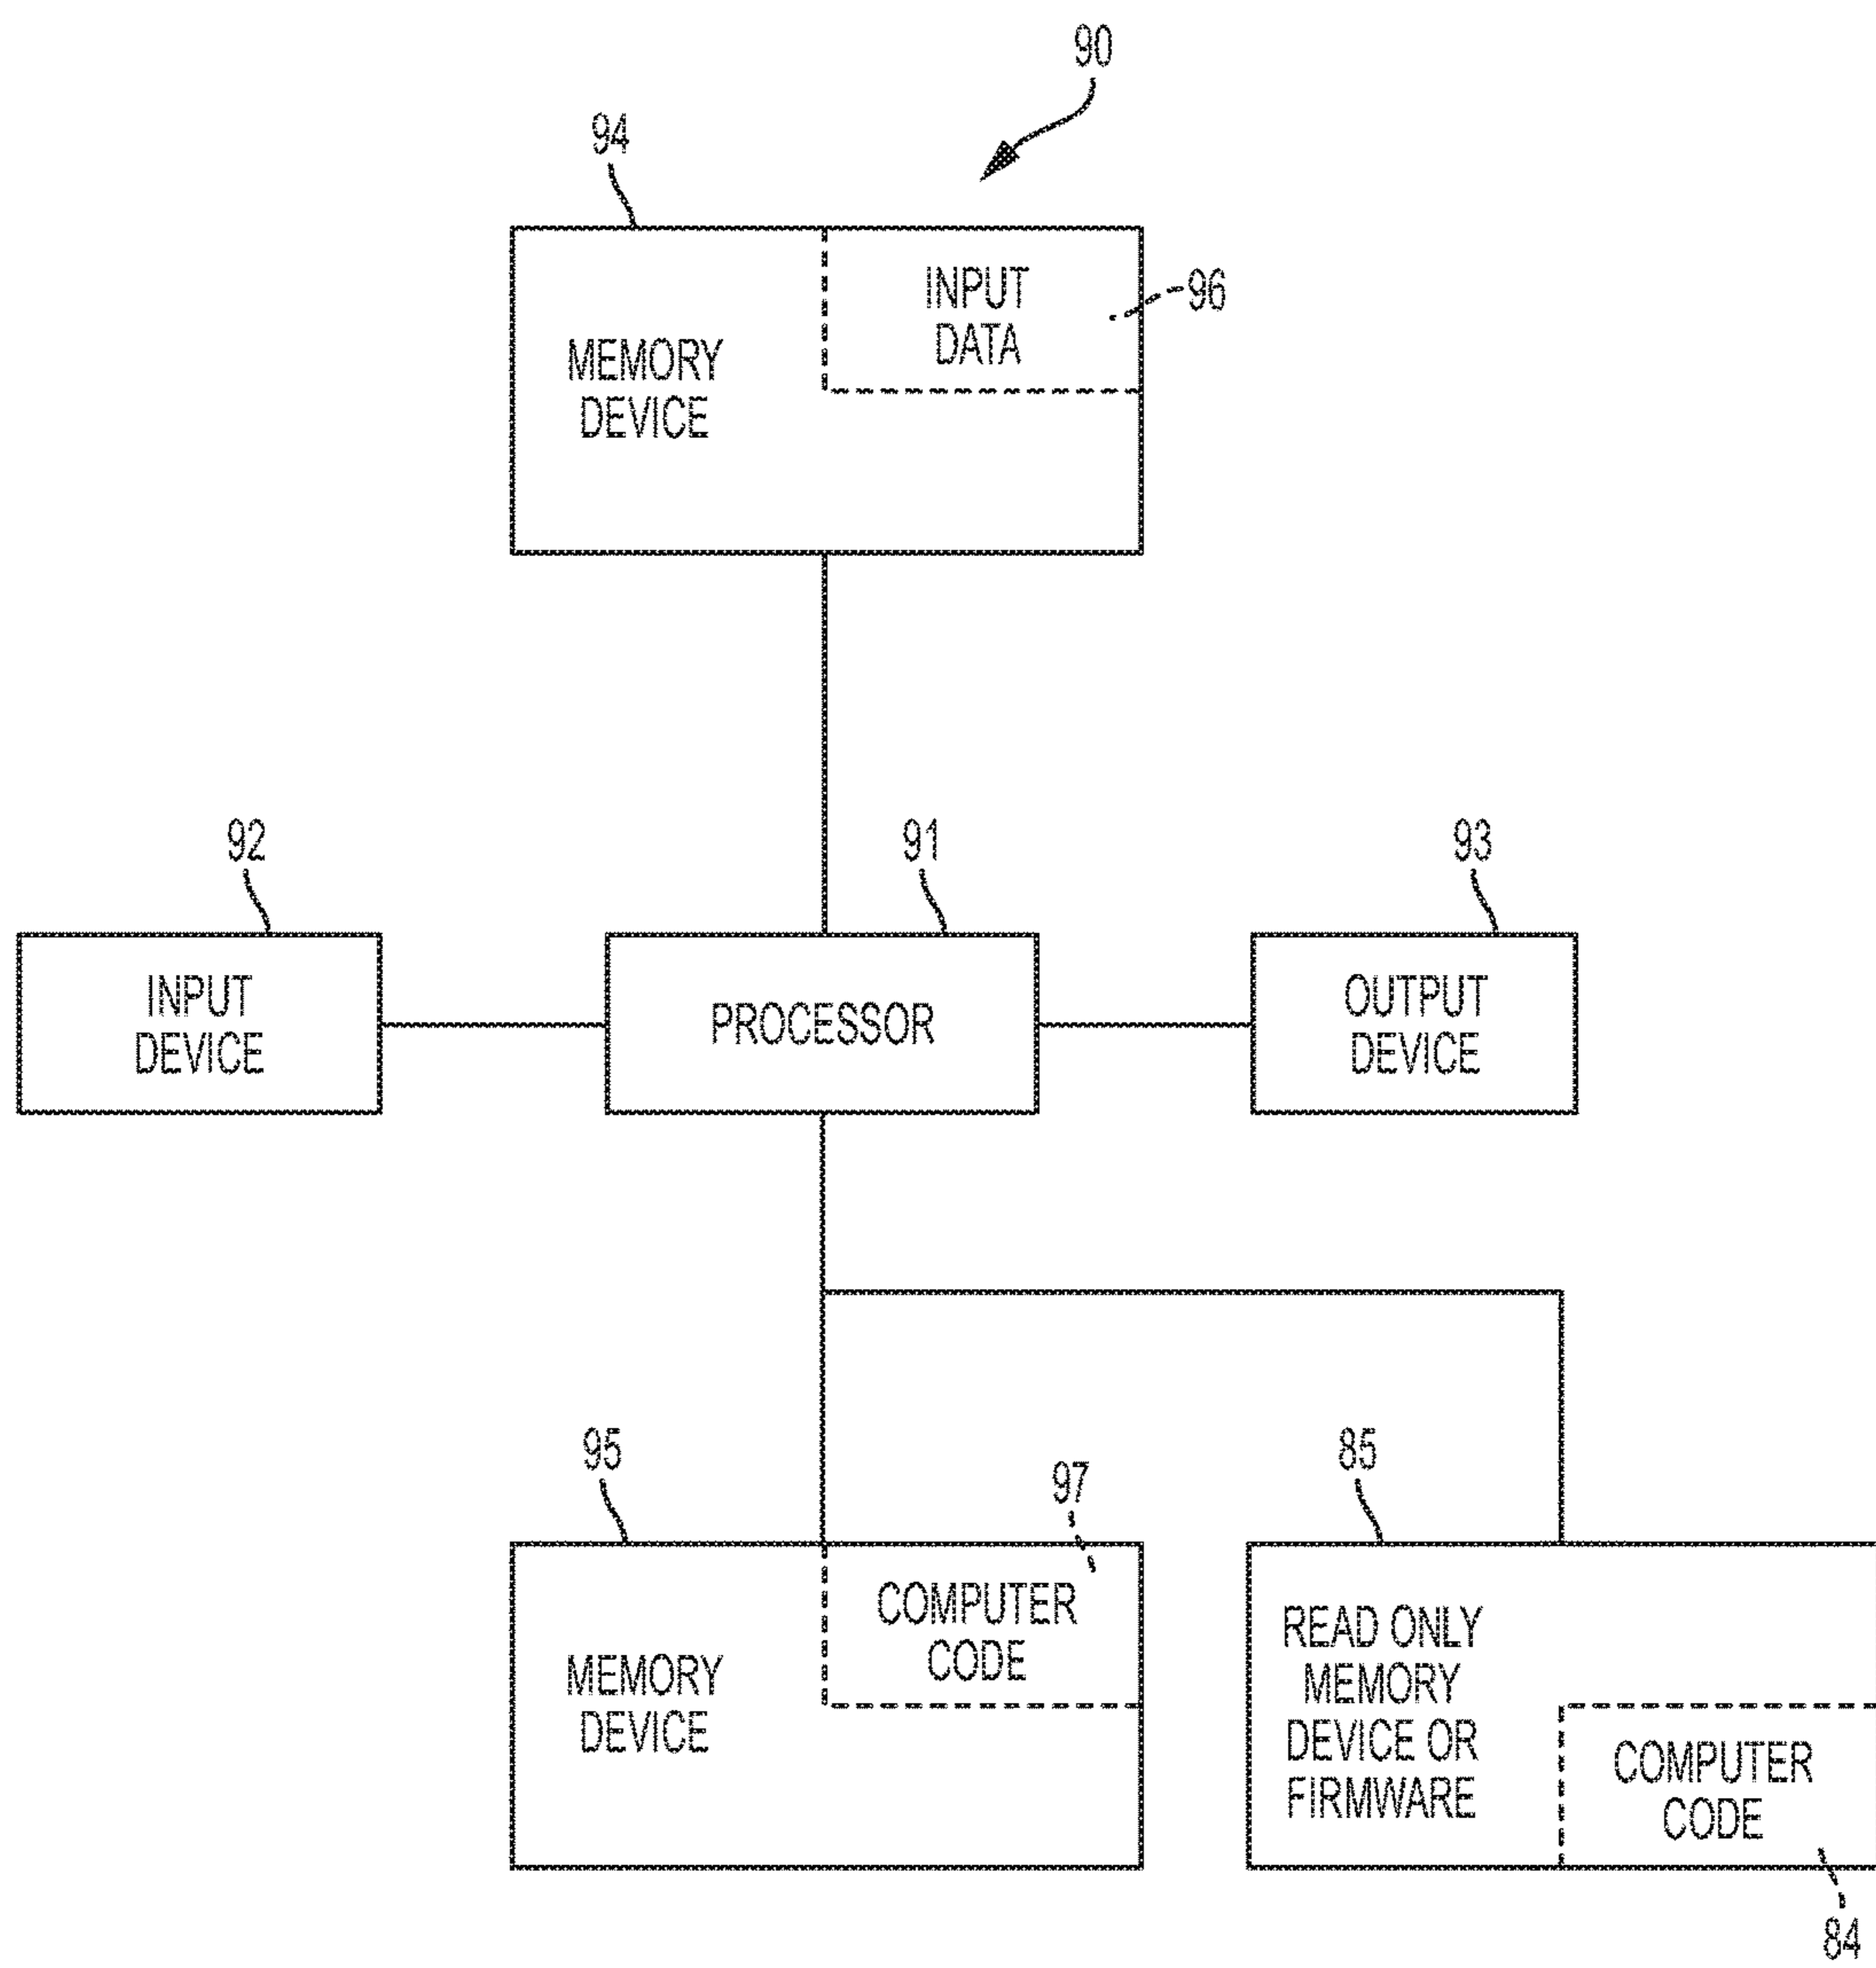 90
94
INPUT
DATA
96
MEMORY
DEVICE
92
91
93
INPUT
DEVICE
PROCESSOR
OUTPUT
DEVICE
95
97
85
COMPUTER
CODE
MEMORY
DEVICE
READ ONLY
MEMORY
DEVICE OR
FIRMWARE
COMPUTER
CODE
84